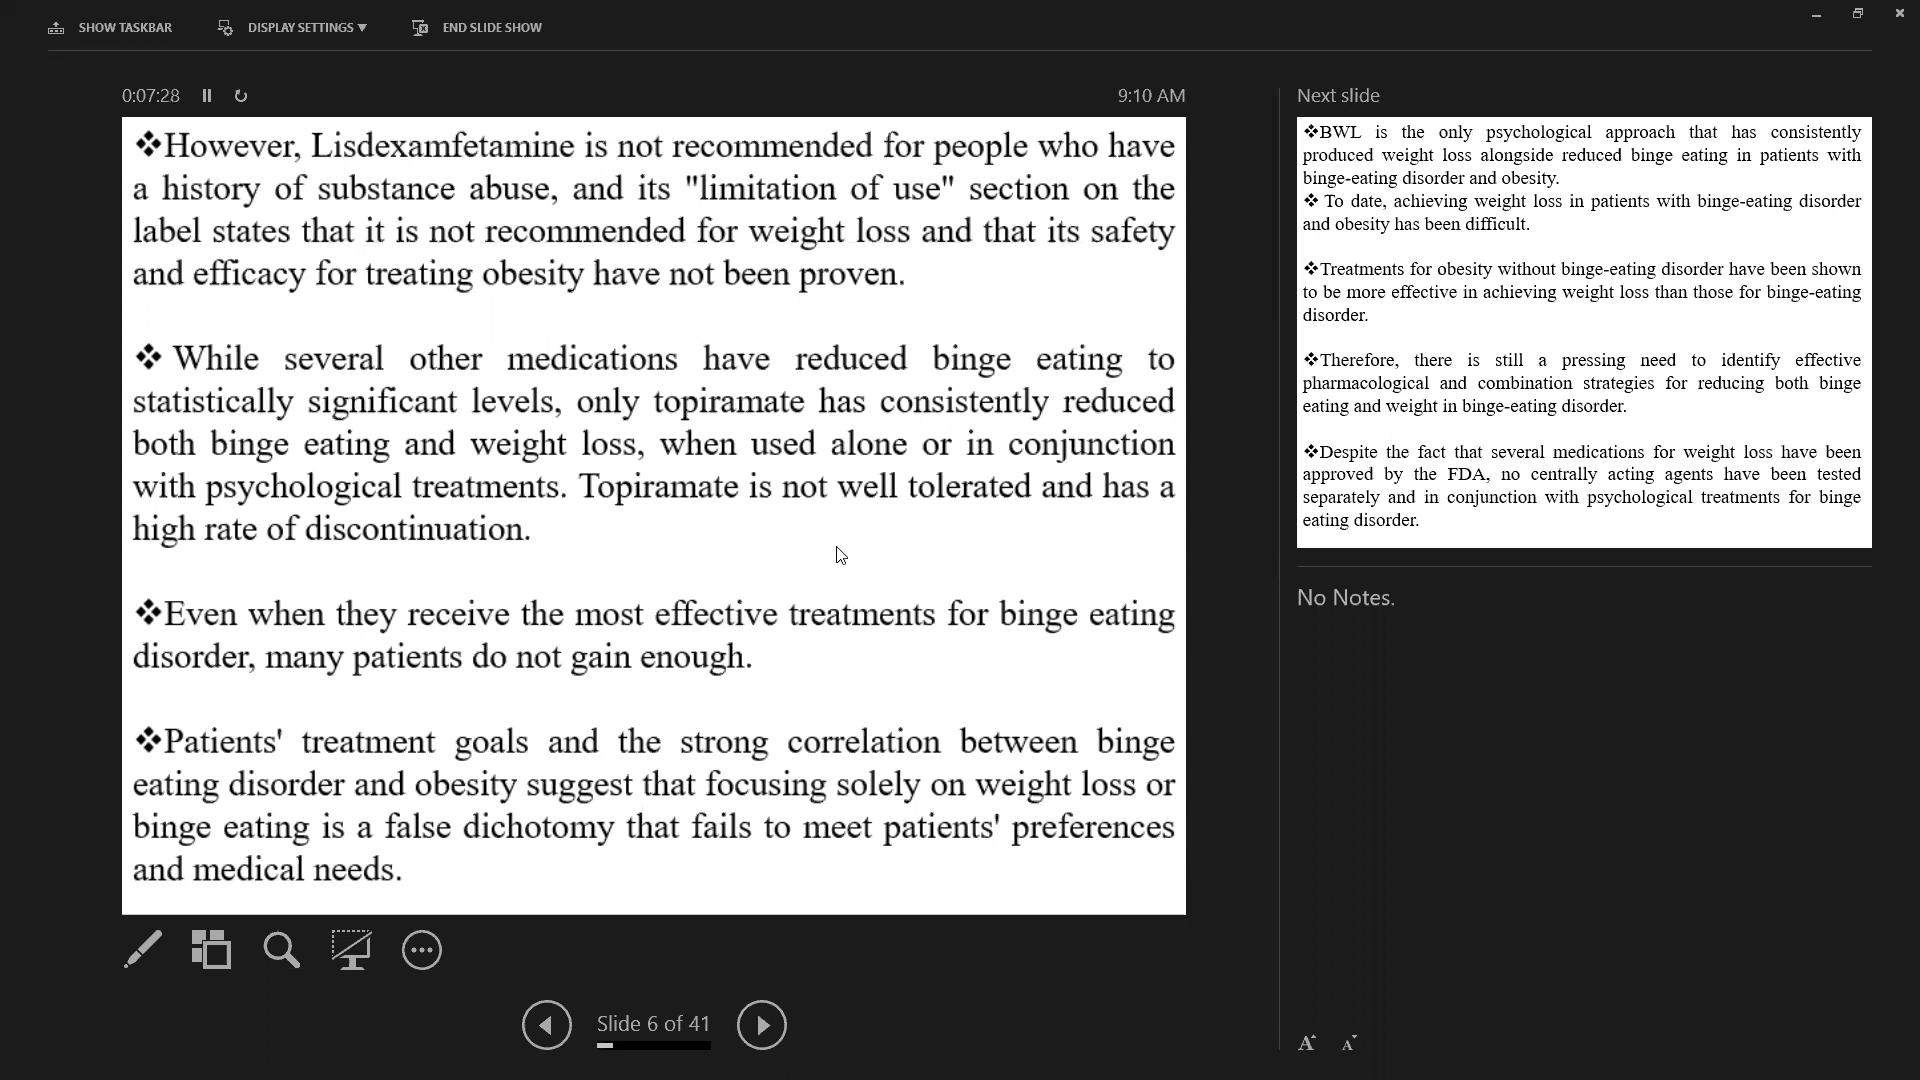 SHOW TASKBAR DISPLAY SETTINGS ▼ END SLIDE SHOW
0:07:28 9:10 AM
❖However, Lisdexamfetamine is not recommended for people who have
a history of substance abuse, and its "limitation of use" section on the
label states that it is not recommended for weight loss and that its safety
and efficacy for treating obesity have not been proven.
❖ While several other medications have reduced binge eating to
statistically significant levels, only topiramate has consistently reduced
both binge eating and weight loss, when used alone or in conjunction
with psychological treatments. Topiramate is not well tolerated and has a
high rate of discontinuation.
❖Even when they receive the most effective treatments for binge eating
disorder, many patients do not gain enough.
❖Patients' treatment goals and the strong correlation between binge
eating disorder and obesity suggest that focusing solely on weight loss or
binge eating is a false dichotomy that fails to meet patients' preferences
and medical needs.
Slide 6 of 41
Next slide
❖BWL is the only psychological approach that has consistently
produced weight loss alongside reduced binge eating in patients with
binge-eating disorder and obesity.
❖ To date, achieving weight loss in patients with binge-eating disorder
and obesity has been difficult.
❖Treatments for obesity without binge-eating disorder have been shown
to be more effective in achieving weight loss than those for binge-eating
disorder.
❖Therefore, there is still a pressing need to identify effective
pharmacological and combination strategies for reducing both binge
eating and weight in binge-eating disorder.
❖Despite the fact that several medications for weight loss have been
approved by the FDA, no centrally acting agents have been tested
separately and in conjunction with psychological treatments for binge
eating disorder.
No Notes.
A A